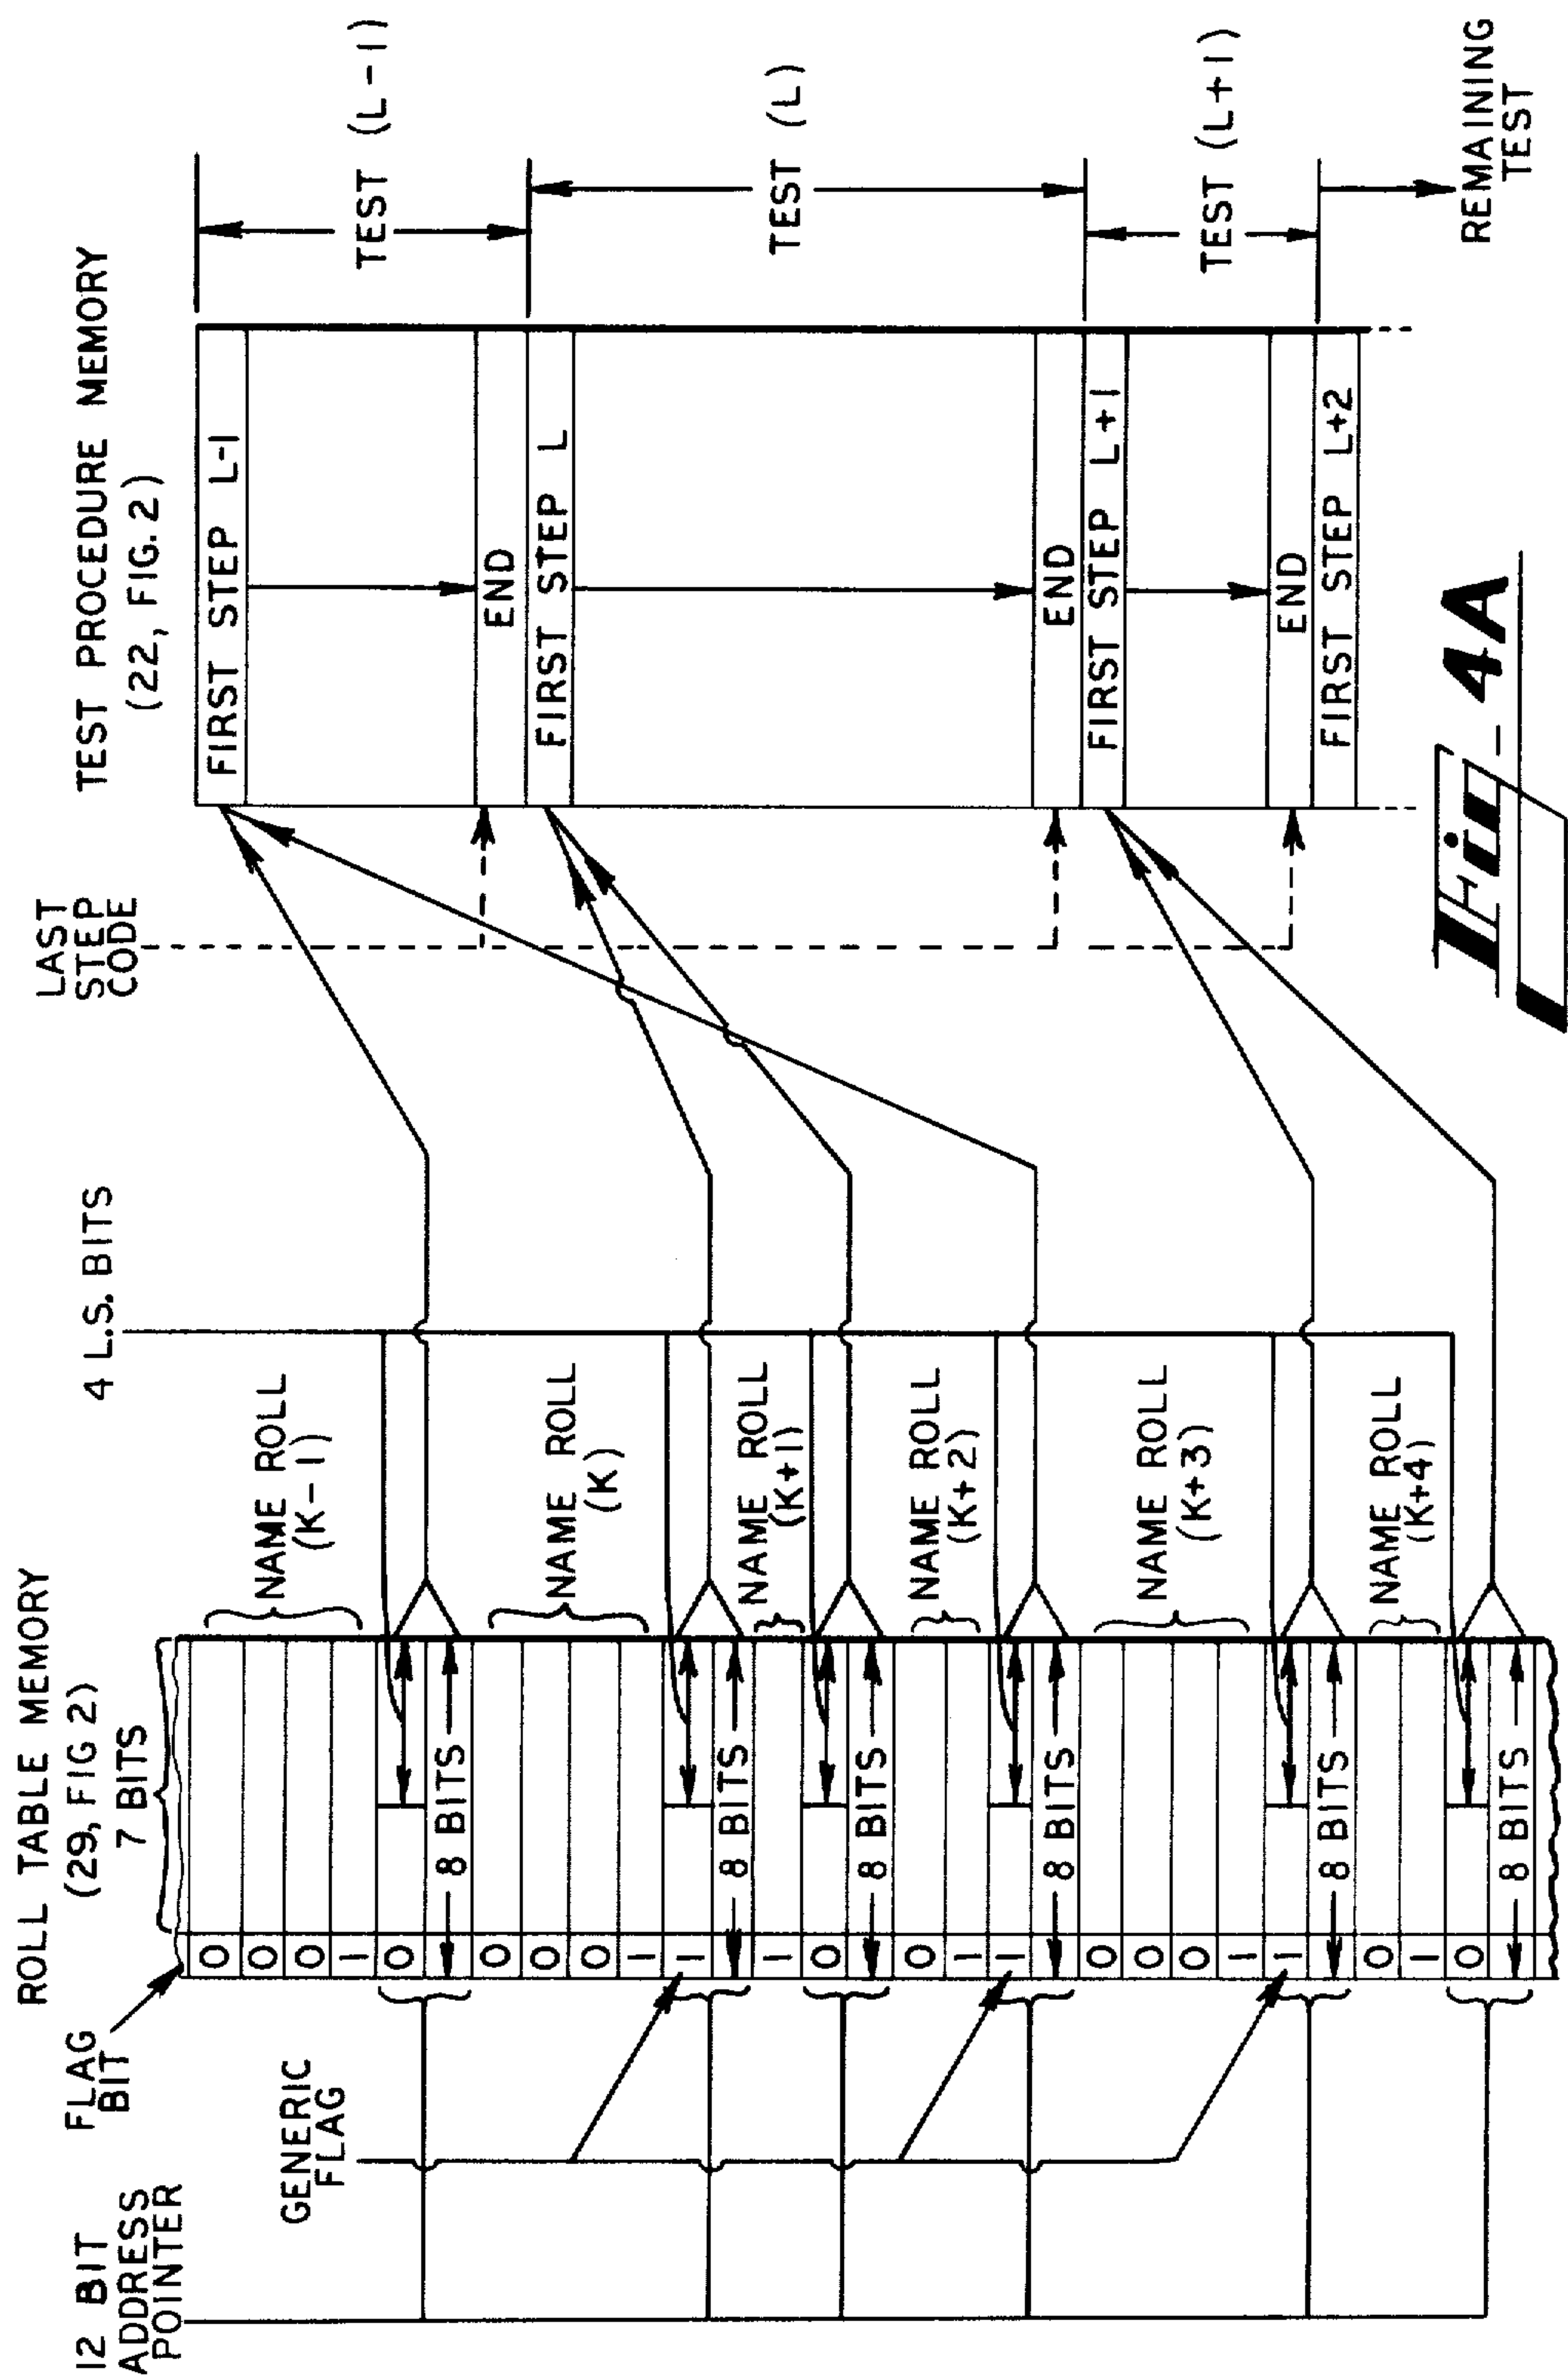 12 BIT
ADDRESS
POINTER
FLAG
BIT
GENERIC
FLAG
ROLL TABLE MEMORY
(29, FIG 2)
7 BITS
0
0
0
1
0
8 BITS
0
0
0
1
1
8 BITS
1
0
8 BITS
0
1
1
8 BITS
0
0
0
1
1
8 BITS
0
1
0
8 BITS
NAME ROLL
(K-1)
NAME ROLL
(K)
NAME ROLL
(K+1)
NAME ROLL
(K+2)
NAME ROLL
(K+3)
NAME ROLL
(K+4)
4 L.S. BITS
LAST
STEP
CODE
TEST PROCEDURE MEMORY
(22, FIG. 2)
FIRST STEP L-1
END
FIRST STEP L
END
FIRST STEP L+1
END
FIRST STEP L+2
TEST (L-1)
TEST (L)
TEST (L+1)
REMAINING
TEST
Fig-4A